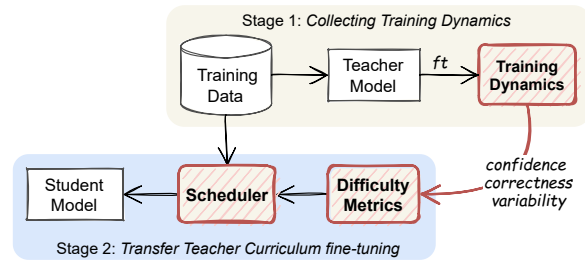 Stage 1: Collecting Training Dynamics
Training
Data
Teacher
Model
ft
Training
Dynamics
confidence
correctness
variability
Student
Model
Scheduler
Difficulty
Metrics
Stage 2: Transfer Teacher Curriculum fine-tuning